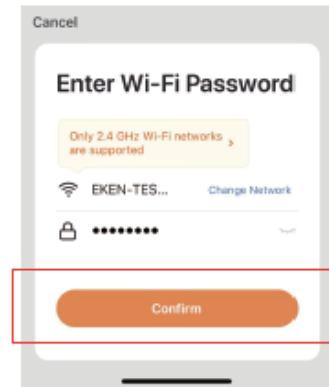 Cancel
Enter Wi-Fi Password
Only 2.4 GHz Wi-Fi networks
are supported
EKEN-TES...
Change Network
Confirm